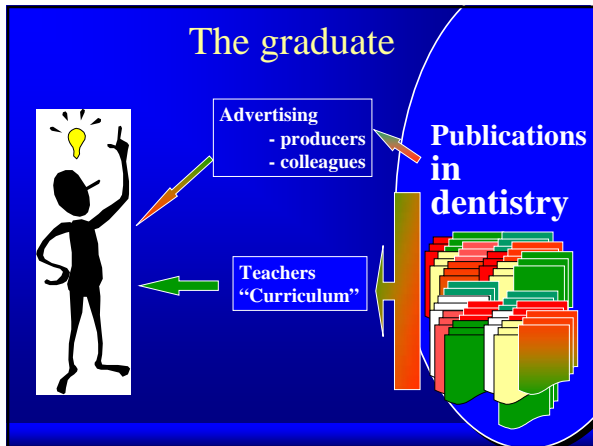 The graduate
Advertising
- producers
- colleagues
Publications
in
dentistry
Teachers
“Curriculum”